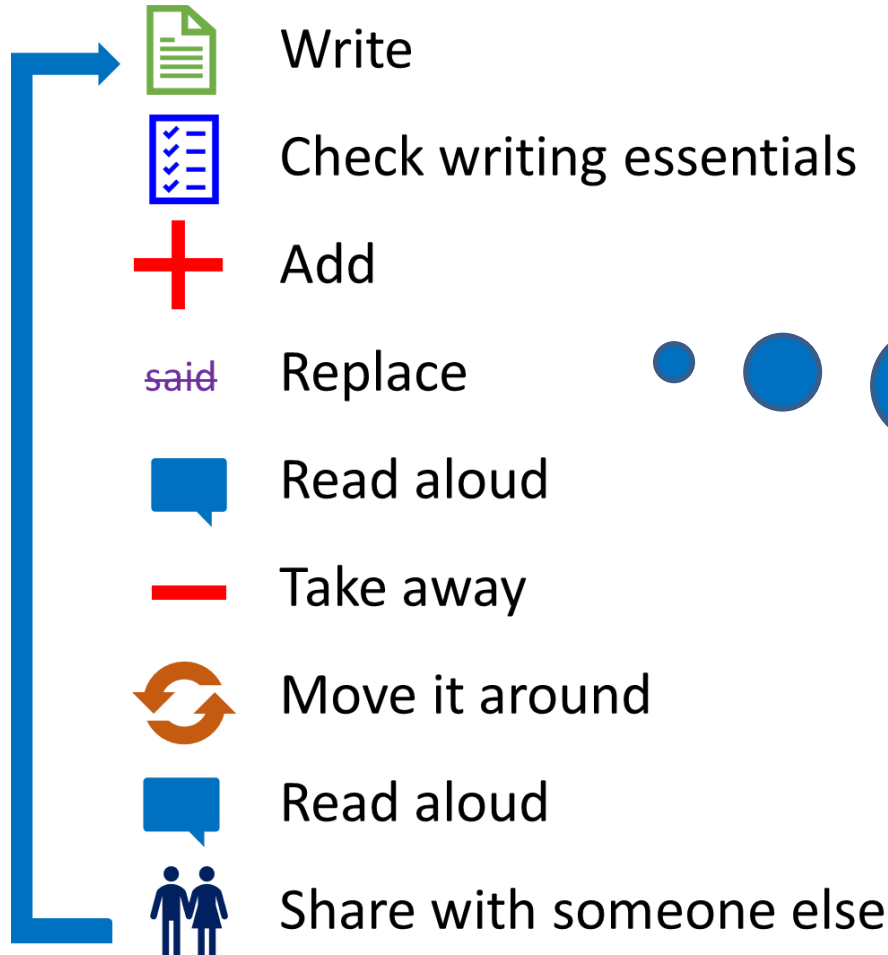 Write
Check writing essentials
Add
said Replace
Read aloud
Take away
Move it around
Read aloud
Share with someone else